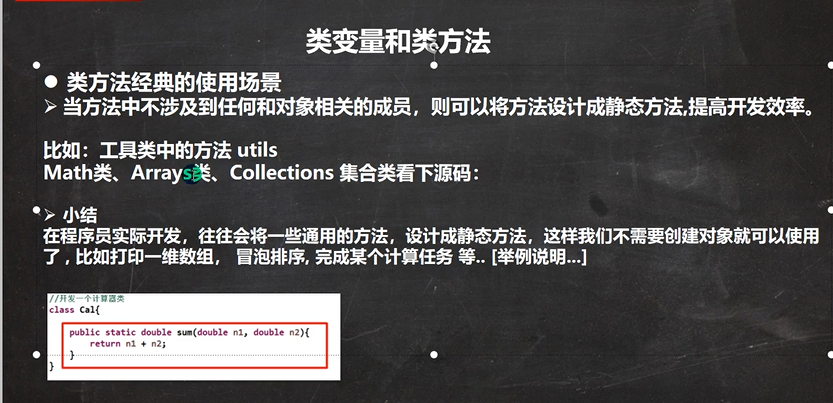 类变量和类方法
● 类方法经典的使用场景
➢ 当方法中不涉及到任何和对象相关的成员，则可以将方法设计成静态方法,提高开发效率。
比如：工具类中的方法 utils
Math类、Arrays类、Collections 集合类看下源码：
➢ 小结
在程序员实际开发，往往会将一些通用的方法，设计成静态方法，这样我们不需要创建对象就可以使用
了 , 比如打印一维数组， 冒泡排序, 完成某个计算任务 等.. [举例说明...]
//开发一个计算器类
class Cal{
public static double sum(double n1, double n2){
return n1 + n2;
}
}